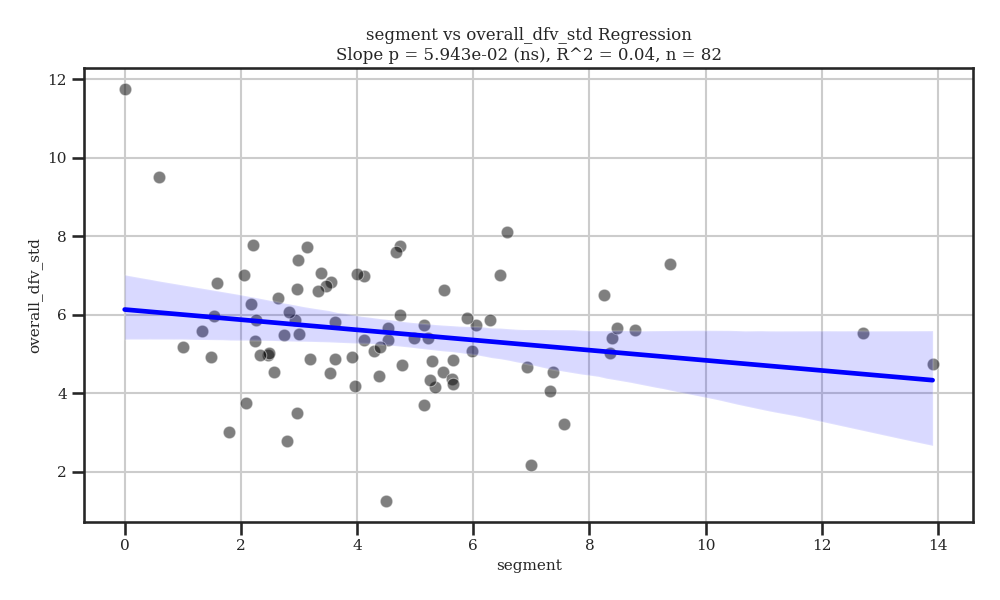 segment vs overall_dfv_std Regression
Slope p = 5.943e-02 (ns), R^2 = 0.04, n = 82
overall_dfv_std
12
10
8
6
4
2
0 2 4 6 8 10 12 14
segment